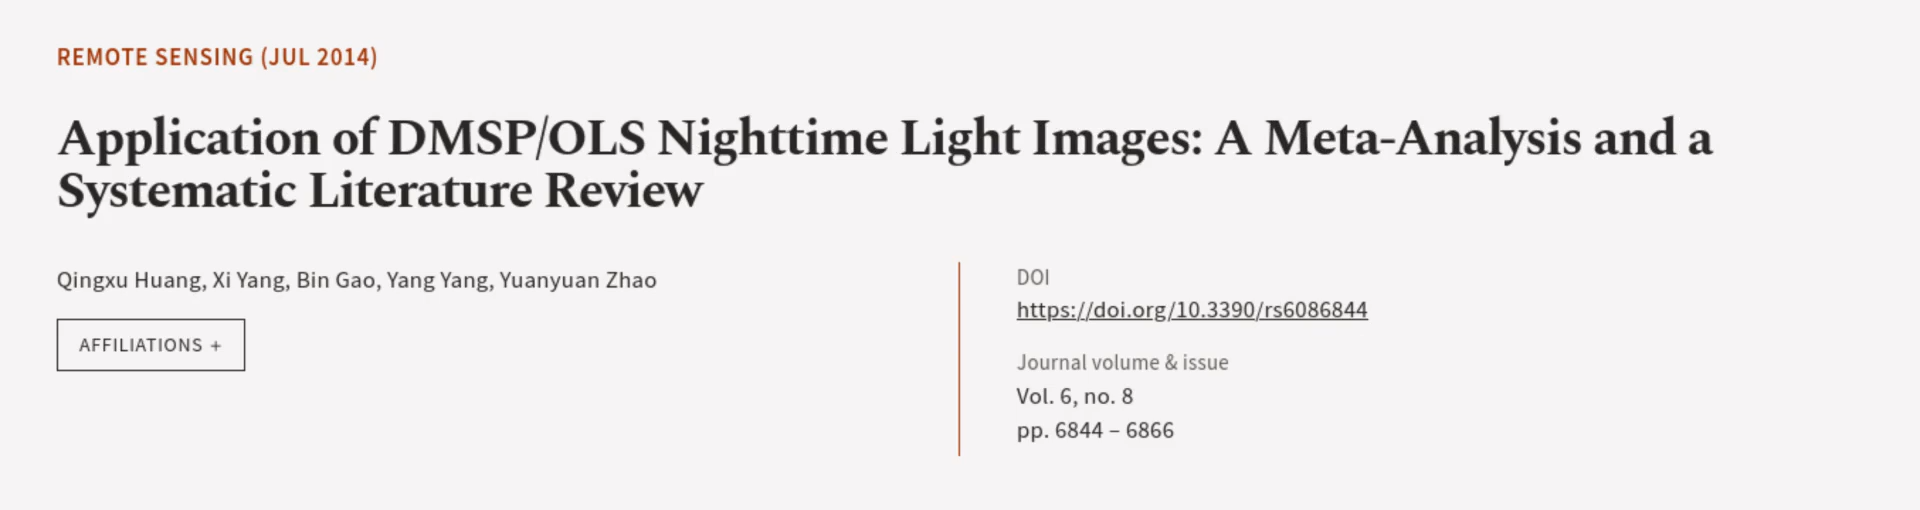 REMOTE SENSING (JUL 2014)
Application of DMSP/OLS Nighttime Light Images: A Meta-Analysis and a
Systematic Literature Review
Qingxu Huang, Xi Yang, Bin Gao, Yang Yang, Yuanyuan Zhao
AFFILIATIONS +
DOI
https://doi.org/10.3390/rs6086844
Journal volume & issue
Vol. 6, no. 8
pp. 6844 – 6866